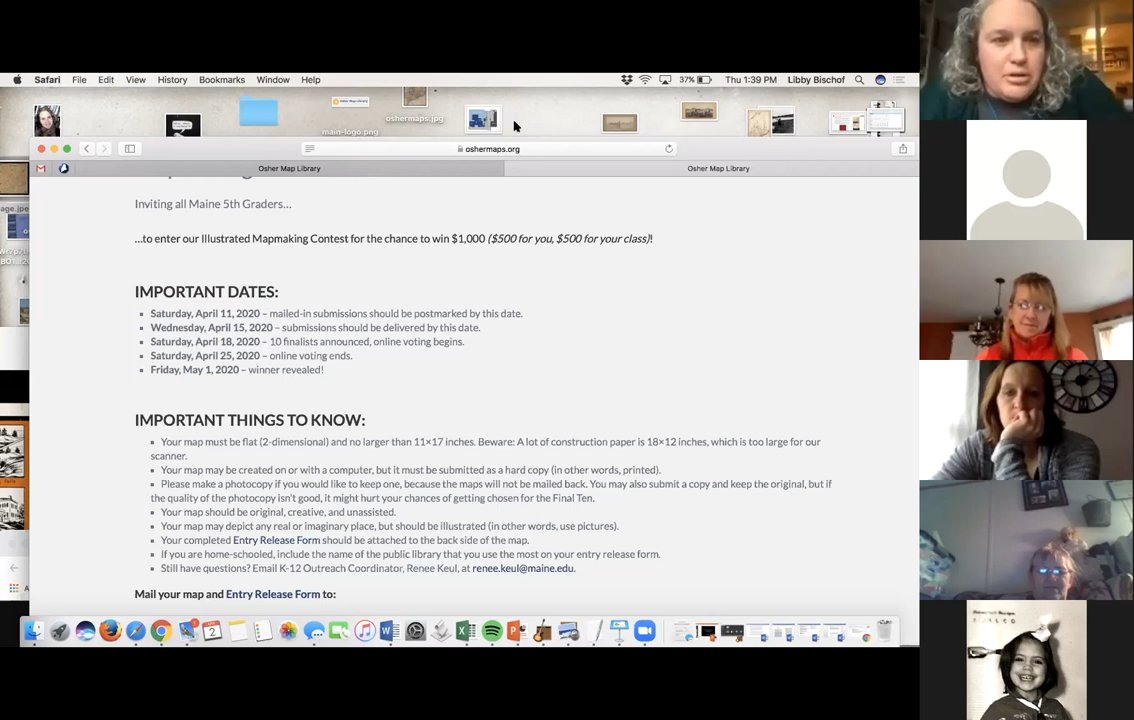 Safari File Edit View History Bookmarks Window Help 37% Thu 1:39 PM Libby Bischof
oshermaps.jpg
main-logo.png
oshermaps.org
Osher Map Library Osher Map Library
Inviting all Maine 5th Graders...
...to enter our Illustrated Mapmaking Contest for the chance to win $1,000 ($500 for you, $500 for your class)!
IMPORTANT DATES:
Saturday, April 11, 2020 – mailed-in submissions should be postmarked by this date.
Wednesday, April 15, 2020 – submissions should be delivered by this date.
Saturday, April 18, 2020 – 10 finalists announced, online voting begins.
Saturday, April 25, 2020 – online voting ends.
Friday, May 1, 2020 – winner revealed!
IMPORTANT THINGS TO KNOW:
Your map must be flat (2-dimensional) and no larger than 11×17 inches. Beware: A lot of construction paper is 18×12 inches, which is too large for our
scanner.
Your map may be created on or with a computer, but it must be submitted as a hard copy (in other words, printed).
Please make a photocopy if you would like to keep one, because the maps will not be mailed back. You may also submit a copy and keep the original, but if
the quality of the photocopy isn't good, it might hurt your chances of getting chosen for the Final Ten.
Your map should be original, creative, and unassisted.
Your map may depict any real or imaginary place, but should be illustrated (in other words, use pictures).
Your completed Entry Release Form should be attached to the back side of the map.
If you are home-schooled, include the name of the public library that you use the most on your entry release form.
Still have questions? Email K-12 Outreach Coordinator, Renee Keul, at renee.keul@maine.edu.
Mail your map and Entry Release Form to:
2